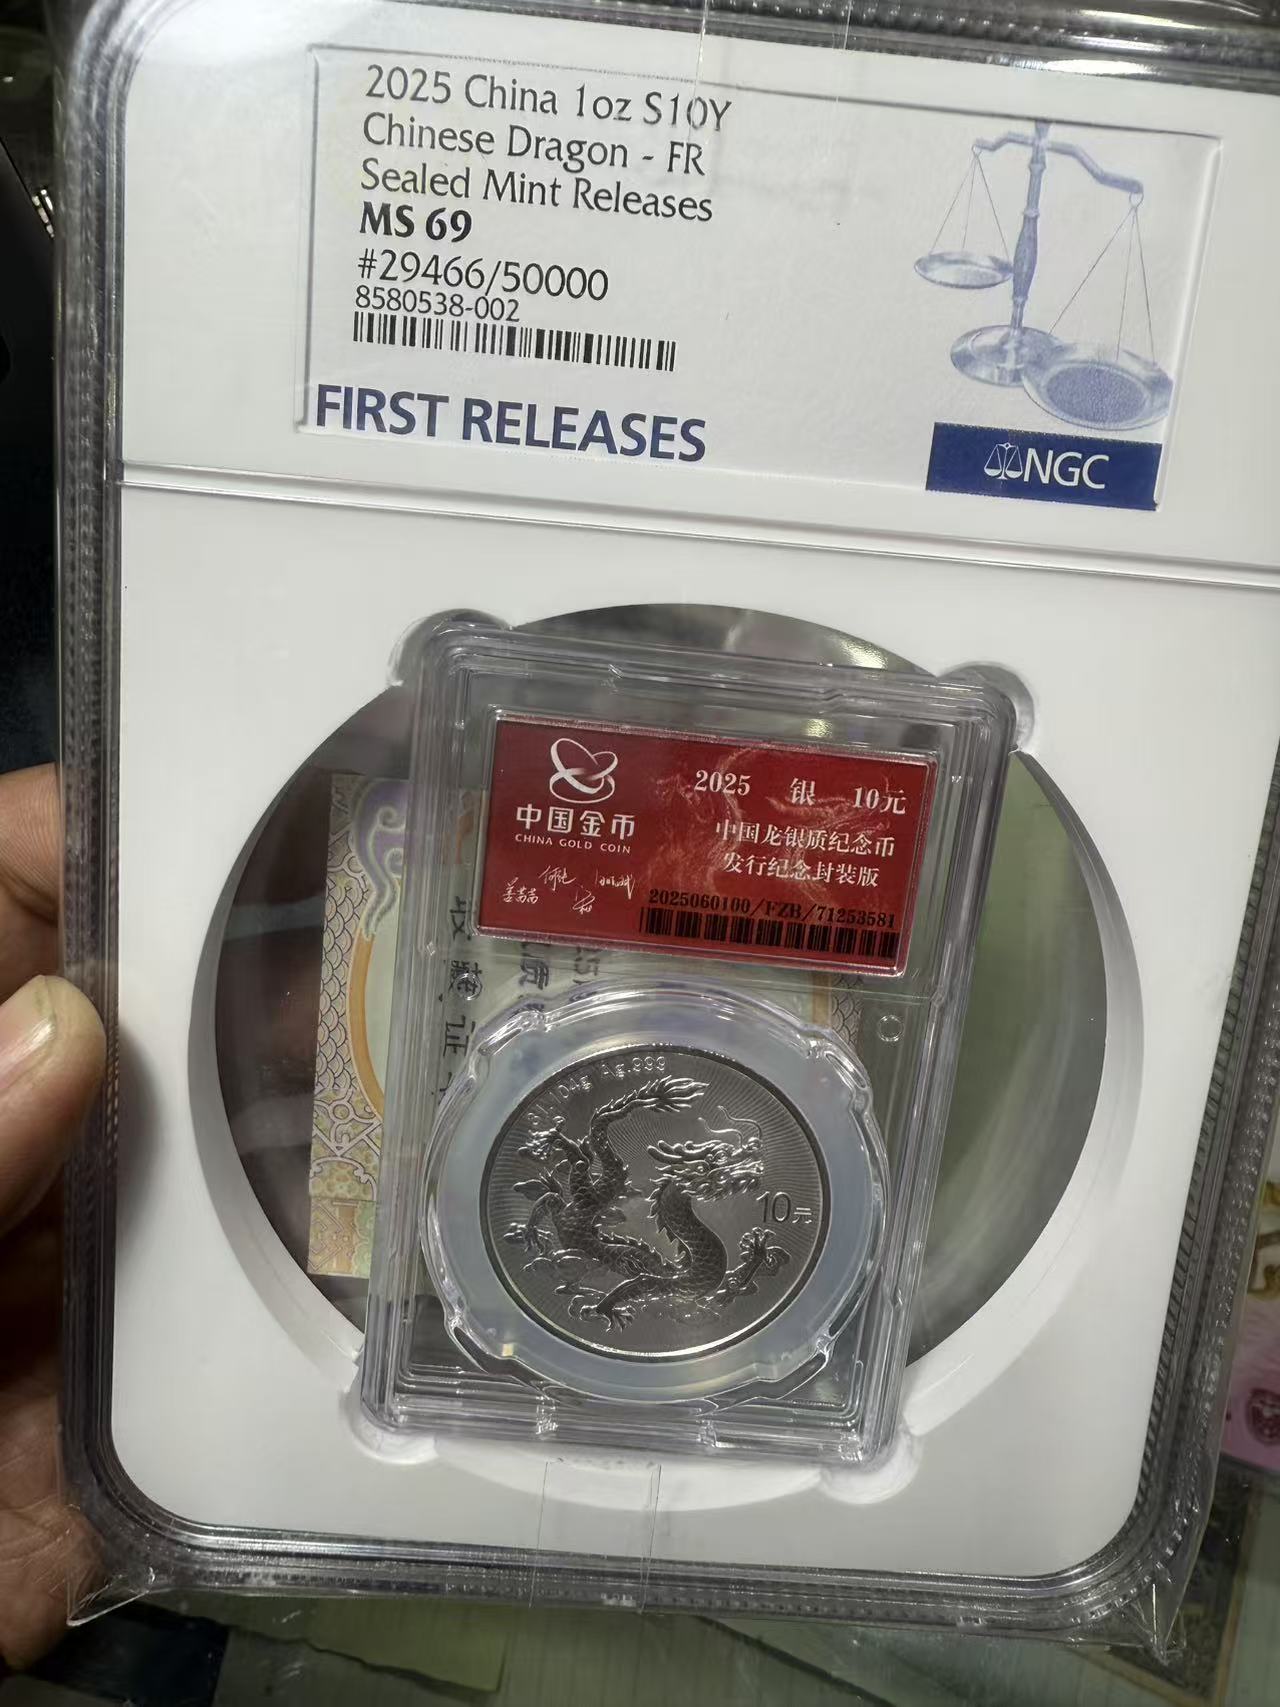 2025 China 1oz S10Y
Chinese Dragon - FR
Sealed Mint Releases
MS 69
#29466/50000
8580538-002
FIRST RELEASES
NGC
中国金币
CHINA GOLD COIN
2025 银 10元
中国龙银质纪念币
发行纪念封装版
2025060100/FZB/71253581
31.104g Ag.999
10元